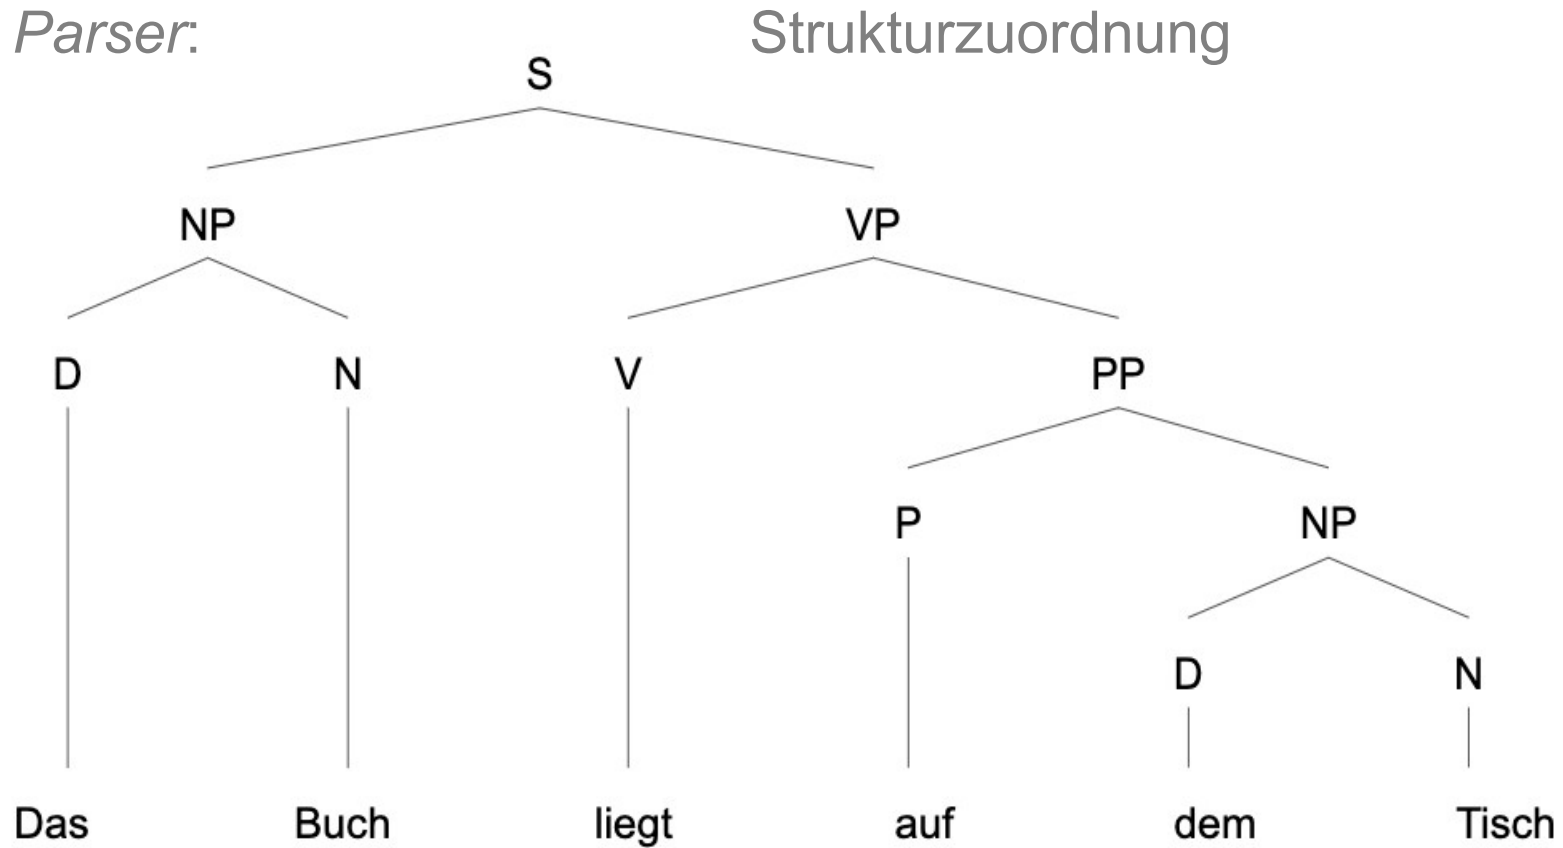 Parser: Strukturzuordnung
S
NP VP
D N V PP
P NP
D N
Das Buch liegt auf dem Tisch